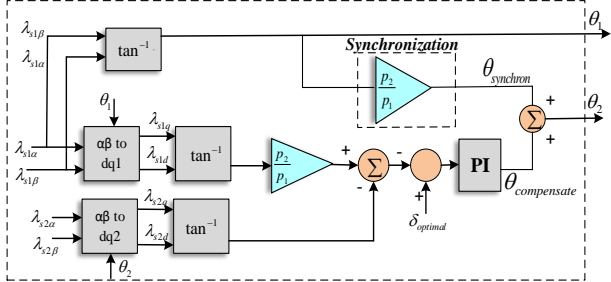 λs1β
λs1α
tan⁻¹
θ1
Synchronization
p2
p1
θsynchron
θ1
λs1q
λs1d
λs1α
λs1β
αβ to
dq1
tan⁻¹
p2
p1
+
-
Σ
-
+
δoptimal
PI
θcompensate
+
Σ
+
θ2
λs2α
λs2β
αβ to
dq2
λs2q
λs2d
tan⁻¹
θ2